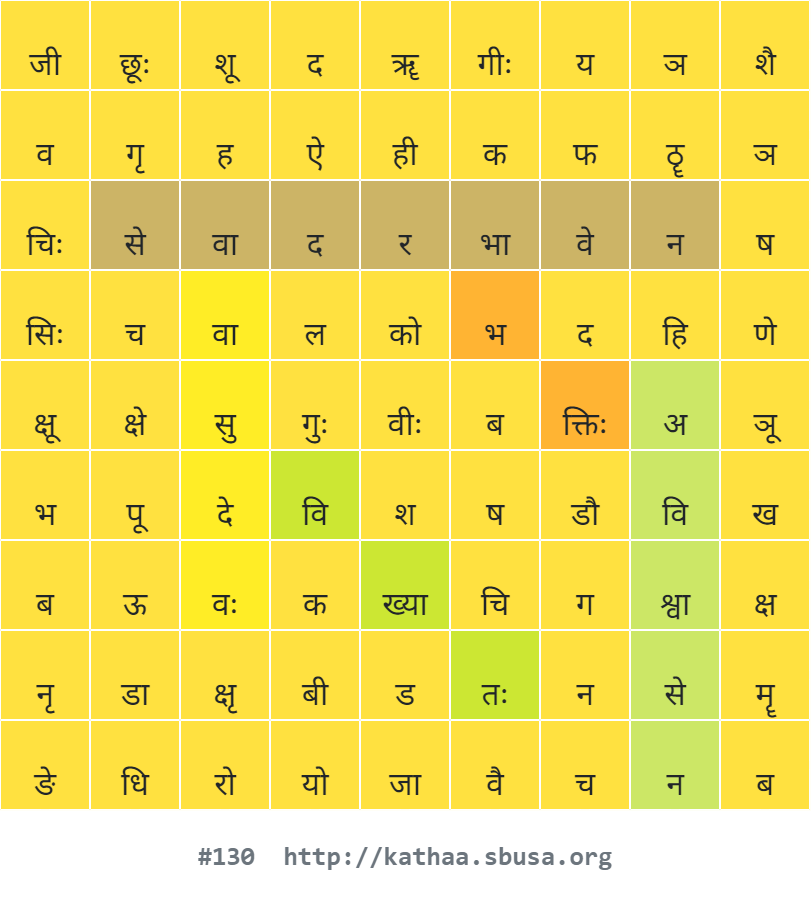 जी छूः शू द ॠ गीः य ञ शै
व गृ ह ऐ ही क फ ठॄ ञ
चिः से वा द र भा वे न ष
सिः च वा ल को भ द हि णे
क्षू क्षे सु गुः वीः ब क्तिः अ ञू
भ पू दे वि श ष डौ वि ख
ब ऊ वः क ख्या चि ग श्वा क्ष
नृ डा क्षृ बी ड तः न से मॄ
ङे धि रो यो जा वै च न ब
#130 http://kathaa.sbusa.org